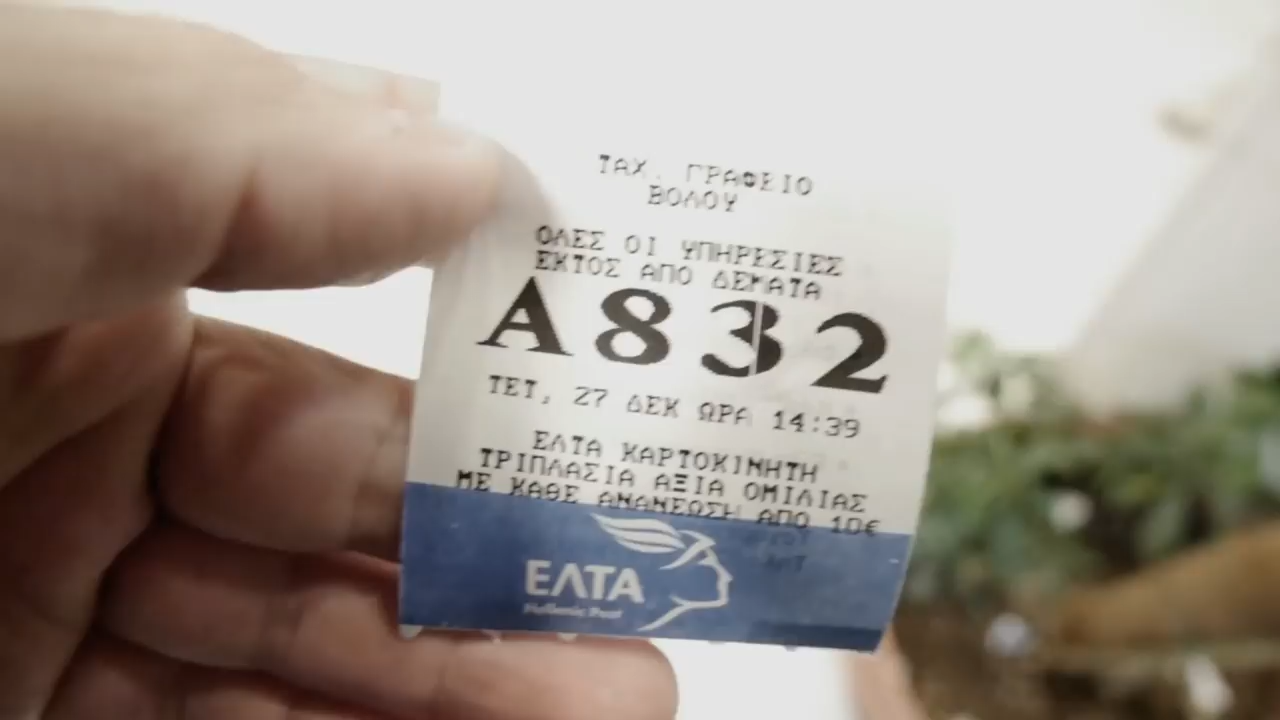 ΤΑΧ. ΓΡΑΦΕΙΟ
ΒΟΛΟΥ
ΟΛΕΣ ΟΙ ΥΠΗΡΕΣΙΕΣ
ΕΚΤΟΣ ΑΠΟ ΔΕΜΑΤΑ
Α832
ΤΕΤ, 27 ΔΕΚ ΩΡΑ 14:39
ΕΛΤΑ ΚΑΡΤΟΚΙΝΗΤΗ
ΤΡΙΠΛΑΣΙΑ ΑΞΙΑ ΟΜΙΛΙΑΣ
ΜΕ ΚΑΘΕ ΑΝΑΝΕΩΣΗ ΑΠΟ 10€
ΕΛΤΑ
Hellenic Post